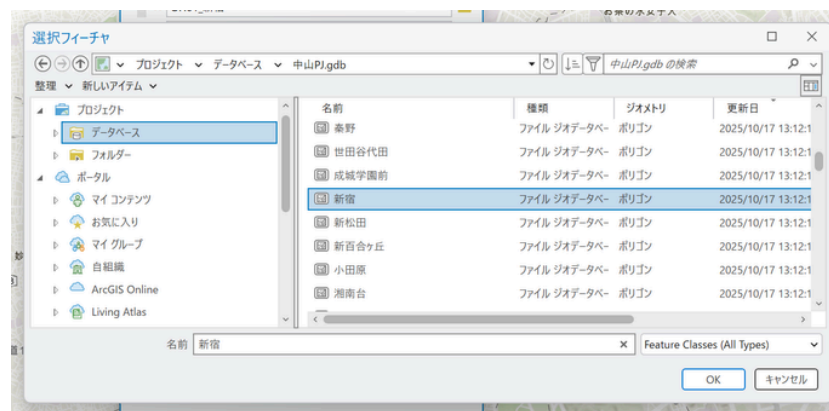 お茶の水女子大
選択フィーチャ
プロジェクト データベース 中山PJ.gdb
中山PJ.gdb の検索
整理 新しいアイテム
プロジェクト
データベース
フォルダー
ポータル
マイ コンテンツ
お気に入り
マイ グループ
自組織
ArcGIS Online
Living Atlas
名前 種類 ジオメトリ 更新日
秦野 ファイル ジオデータベー ポリゴン 2025/10/17 13:12:1
世田谷代田 ファイル ジオデータベー ポリゴン 2025/10/17 13:12:1
成城学園前 ファイル ジオデータベー ポリゴン 2025/10/17 13:12:1
新宿 ファイル ジオデータベー ポリゴン 2025/10/17 13:12:1
新松田 ファイル ジオデータベー ポリゴン 2025/10/17 13:12:1
新百合ヶ丘 ファイル ジオデータベー ポリゴン 2025/10/17 13:12:1
小田原 ファイル ジオデータベー ポリゴン 2025/10/17 13:12:1
湘南台 ファイル ジオデータベー ポリゴン 2025/10/17 13:12:1
名前 新宿
Feature Classes (All Types)
OK
キャンセル